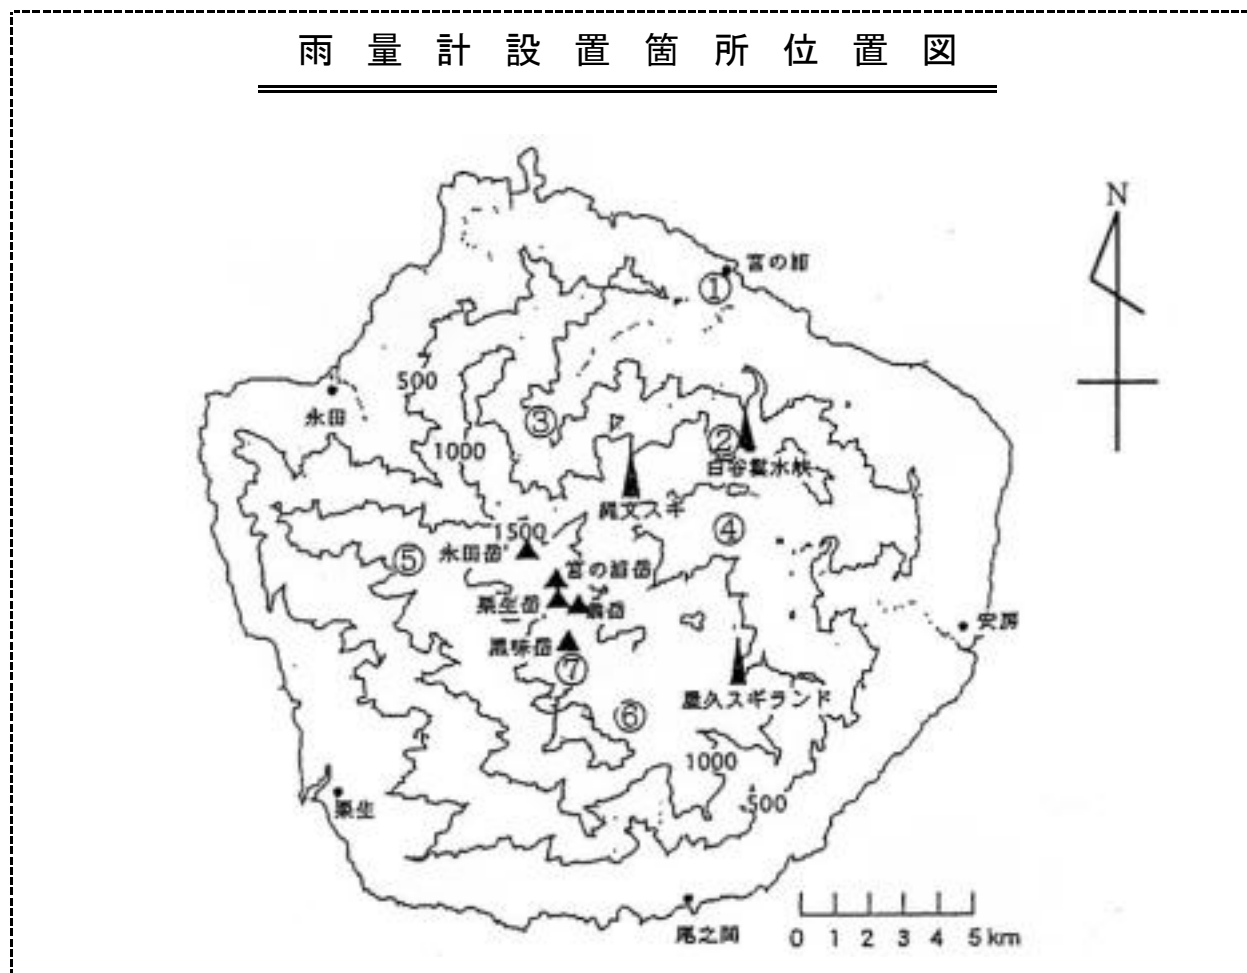 雨量計設置箇所位置図
N
宮の浦
①
500
永田
③
②
1000
白谷雲水峡
縄文スギ
1500
④
永田岳
⑤
宮の浦岳
栗生岳
翁岳
安房
黒味岳
⑦
屋久スギランド
⑥
1000
500
栗生
尾之間
0 1 2 3 4 5km